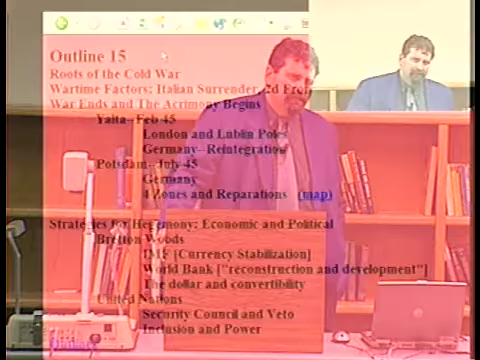 Outline 15
Roots of the Cold War
Wartime Factors: Italian Surrender, 2d Fron
War Ends and The Acrimony Begins
Yalta--Feb 45
London and Lublin Poles
Germany--Reintegration
Potsdam--July 45
Germany
4 Zones and Reparations (map)
Strategies for Hegemony: Economic and Political
Bretton Woods
IMF [Currency Stabilization]
World Bank ["reconstruction and development"]
The dollar and convertibility
United Nations
Security Council and Veto
Inclusion and Power